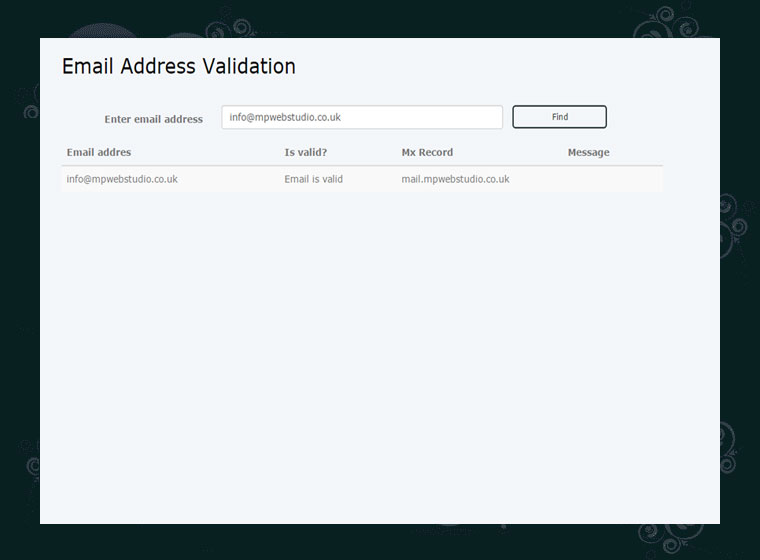 Email Address Validation
Enter email address info@mpwebstudio.co.uk Find
Email addres Is valid? Mx Record Message
info@mpwebstudio.co.uk Email is valid mail.mpwebstudio.co.uk